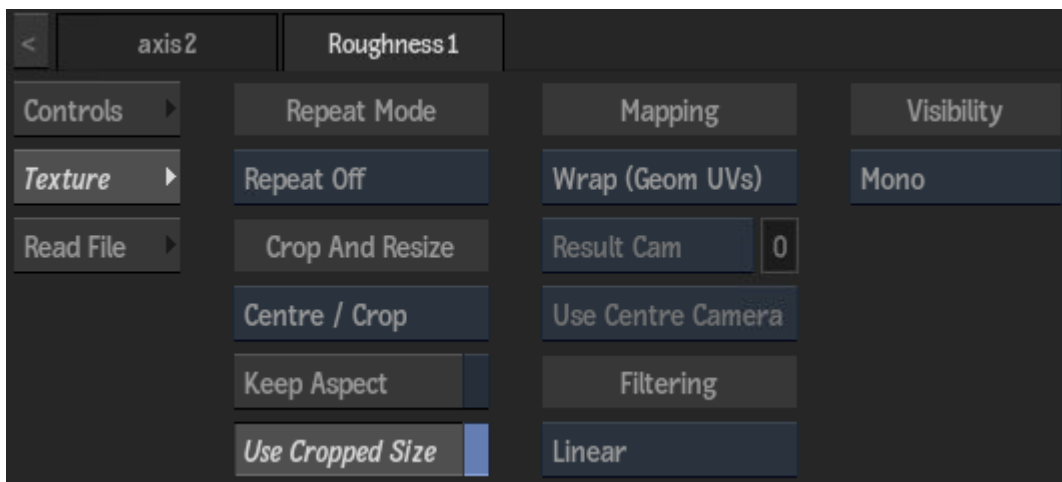 < axis2 Roughness1
Controls Repeat Mode Mapping Visibility
Texture Repeat Off Wrap (Geom UVs) Mono
Read File Crop And Resize Result Cam 0
Centre / Crop Use Centre Camera
Keep Aspect Filtering
Use Cropped Size Linear